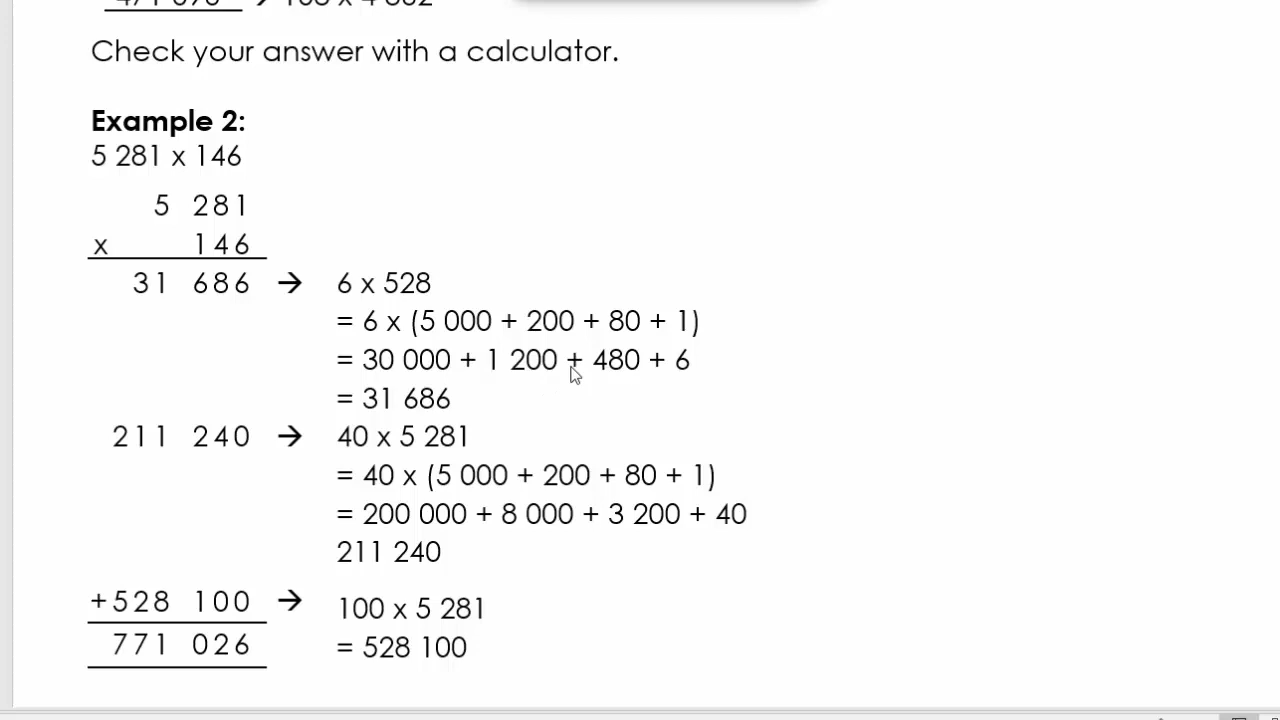 Check your answer with a calculator.
Example 2:
5 281 x 146
5 281
x 146
31 686 → 6 x 528
= 6 x (5 000 + 200 + 80 + 1)
= 30 000 + 1 200 + 480 + 6
= 31 686
211 240 → 40 x 5 281
= 40 x (5 000 + 200 + 80 + 1)
= 200 000 + 8 000 + 3 200 + 40
211 240
+528 100 → 100 x 5 281
771 026 = 528 100